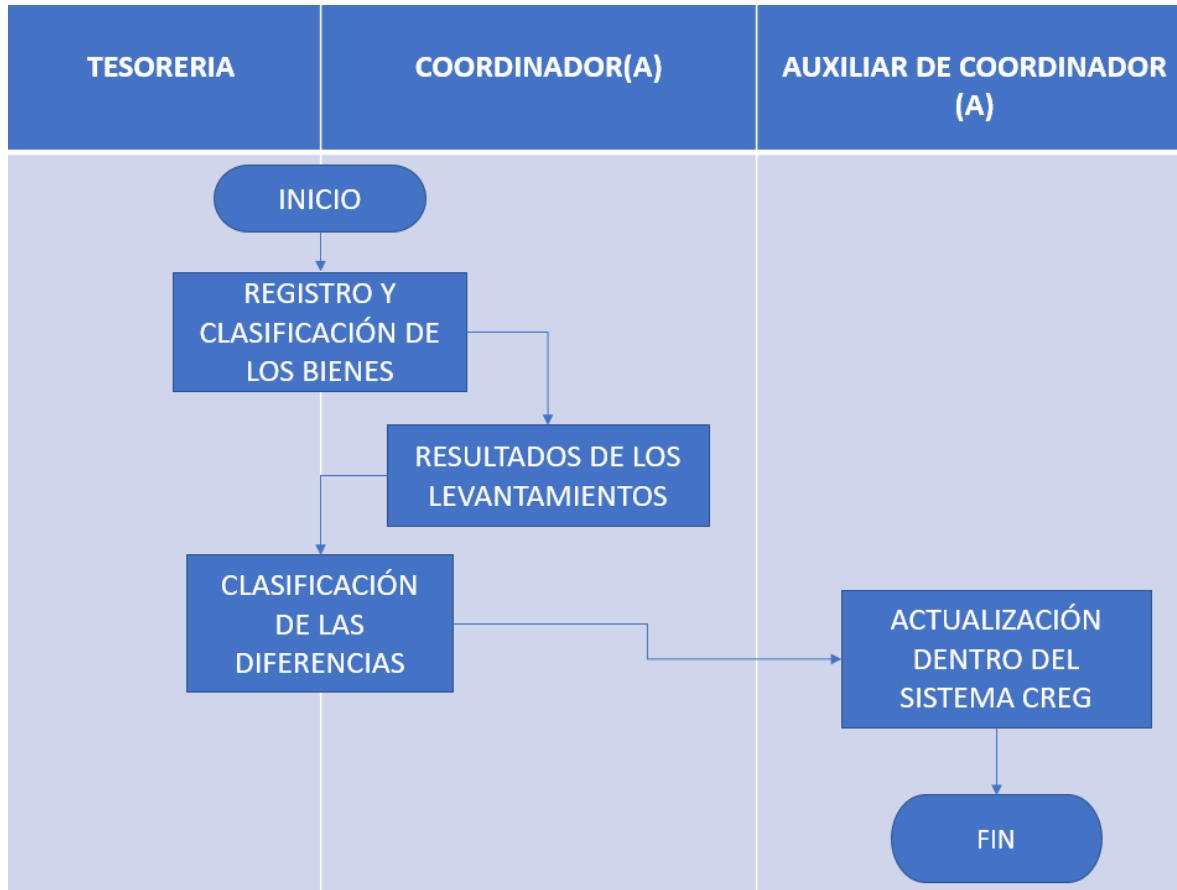 TESORERIA
COORDINADOR(A)
AUXILIAR DE COORDINADOR
(A)
INICIO
REGISTRO Y
CLASIFICACIÓN DE
LOS BIENES
RESULTADOS DE LOS
LEVANTAMIENTOS
CLASIFICACIÓN
DE LAS
DIFERENCIAS
ACTUALIZACIÓN
DENTRO DEL
SISTEMA CREG
FIN